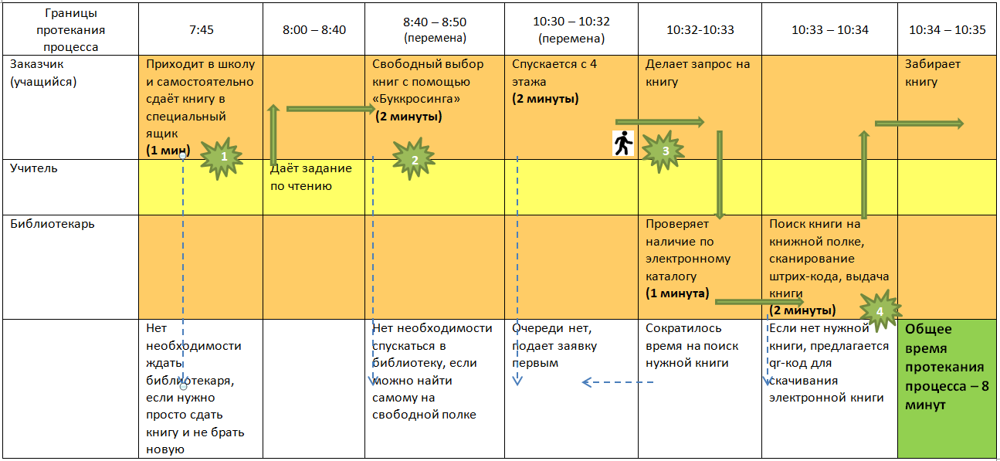 Границы
протекания
процесса
7:45
8:00 – 8:40
8:40 – 8:50
(перемена)
10:30 – 10:32
(перемена)
10:32-10:33
10:33 – 10:34
10:34 – 10:35
Заказчик
(учащийся)
Приходит в школу
и самостоятельно
сдаёт книгу в
специальный
ящик
(1 мин)
1
Свободный выбор
книг с помощью
«Буккросинга»
(2 минуты)
2
Спускается с 4
этажа
(2 минуты)
Делает запрос на
книгу
3
Забирает
книгу
Учитель
Даёт задание
по чтению
Библиотекарь
Проверяет
наличие по
электронному
каталогу
(1 минута)
Поиск книги на
книжной полке,
сканирование
штрих-кода, выдача
книги
(2 минуты)
4
Нет
необходимости
ждать
библиотекаря,
если нужно
просто сдать
книгу и не брать
новую
Нет необходимости
спускаться в
библиотеку, если
можно найти
самому на
свободной полке
Очереди нет,
подает заявку
первым
Сократилось
время на поиск
нужной книги
Если нет нужной
книги, предлагается
qr-код для
скачивания
электронной книги
Общее
время
протекания
процесса – 8
минут